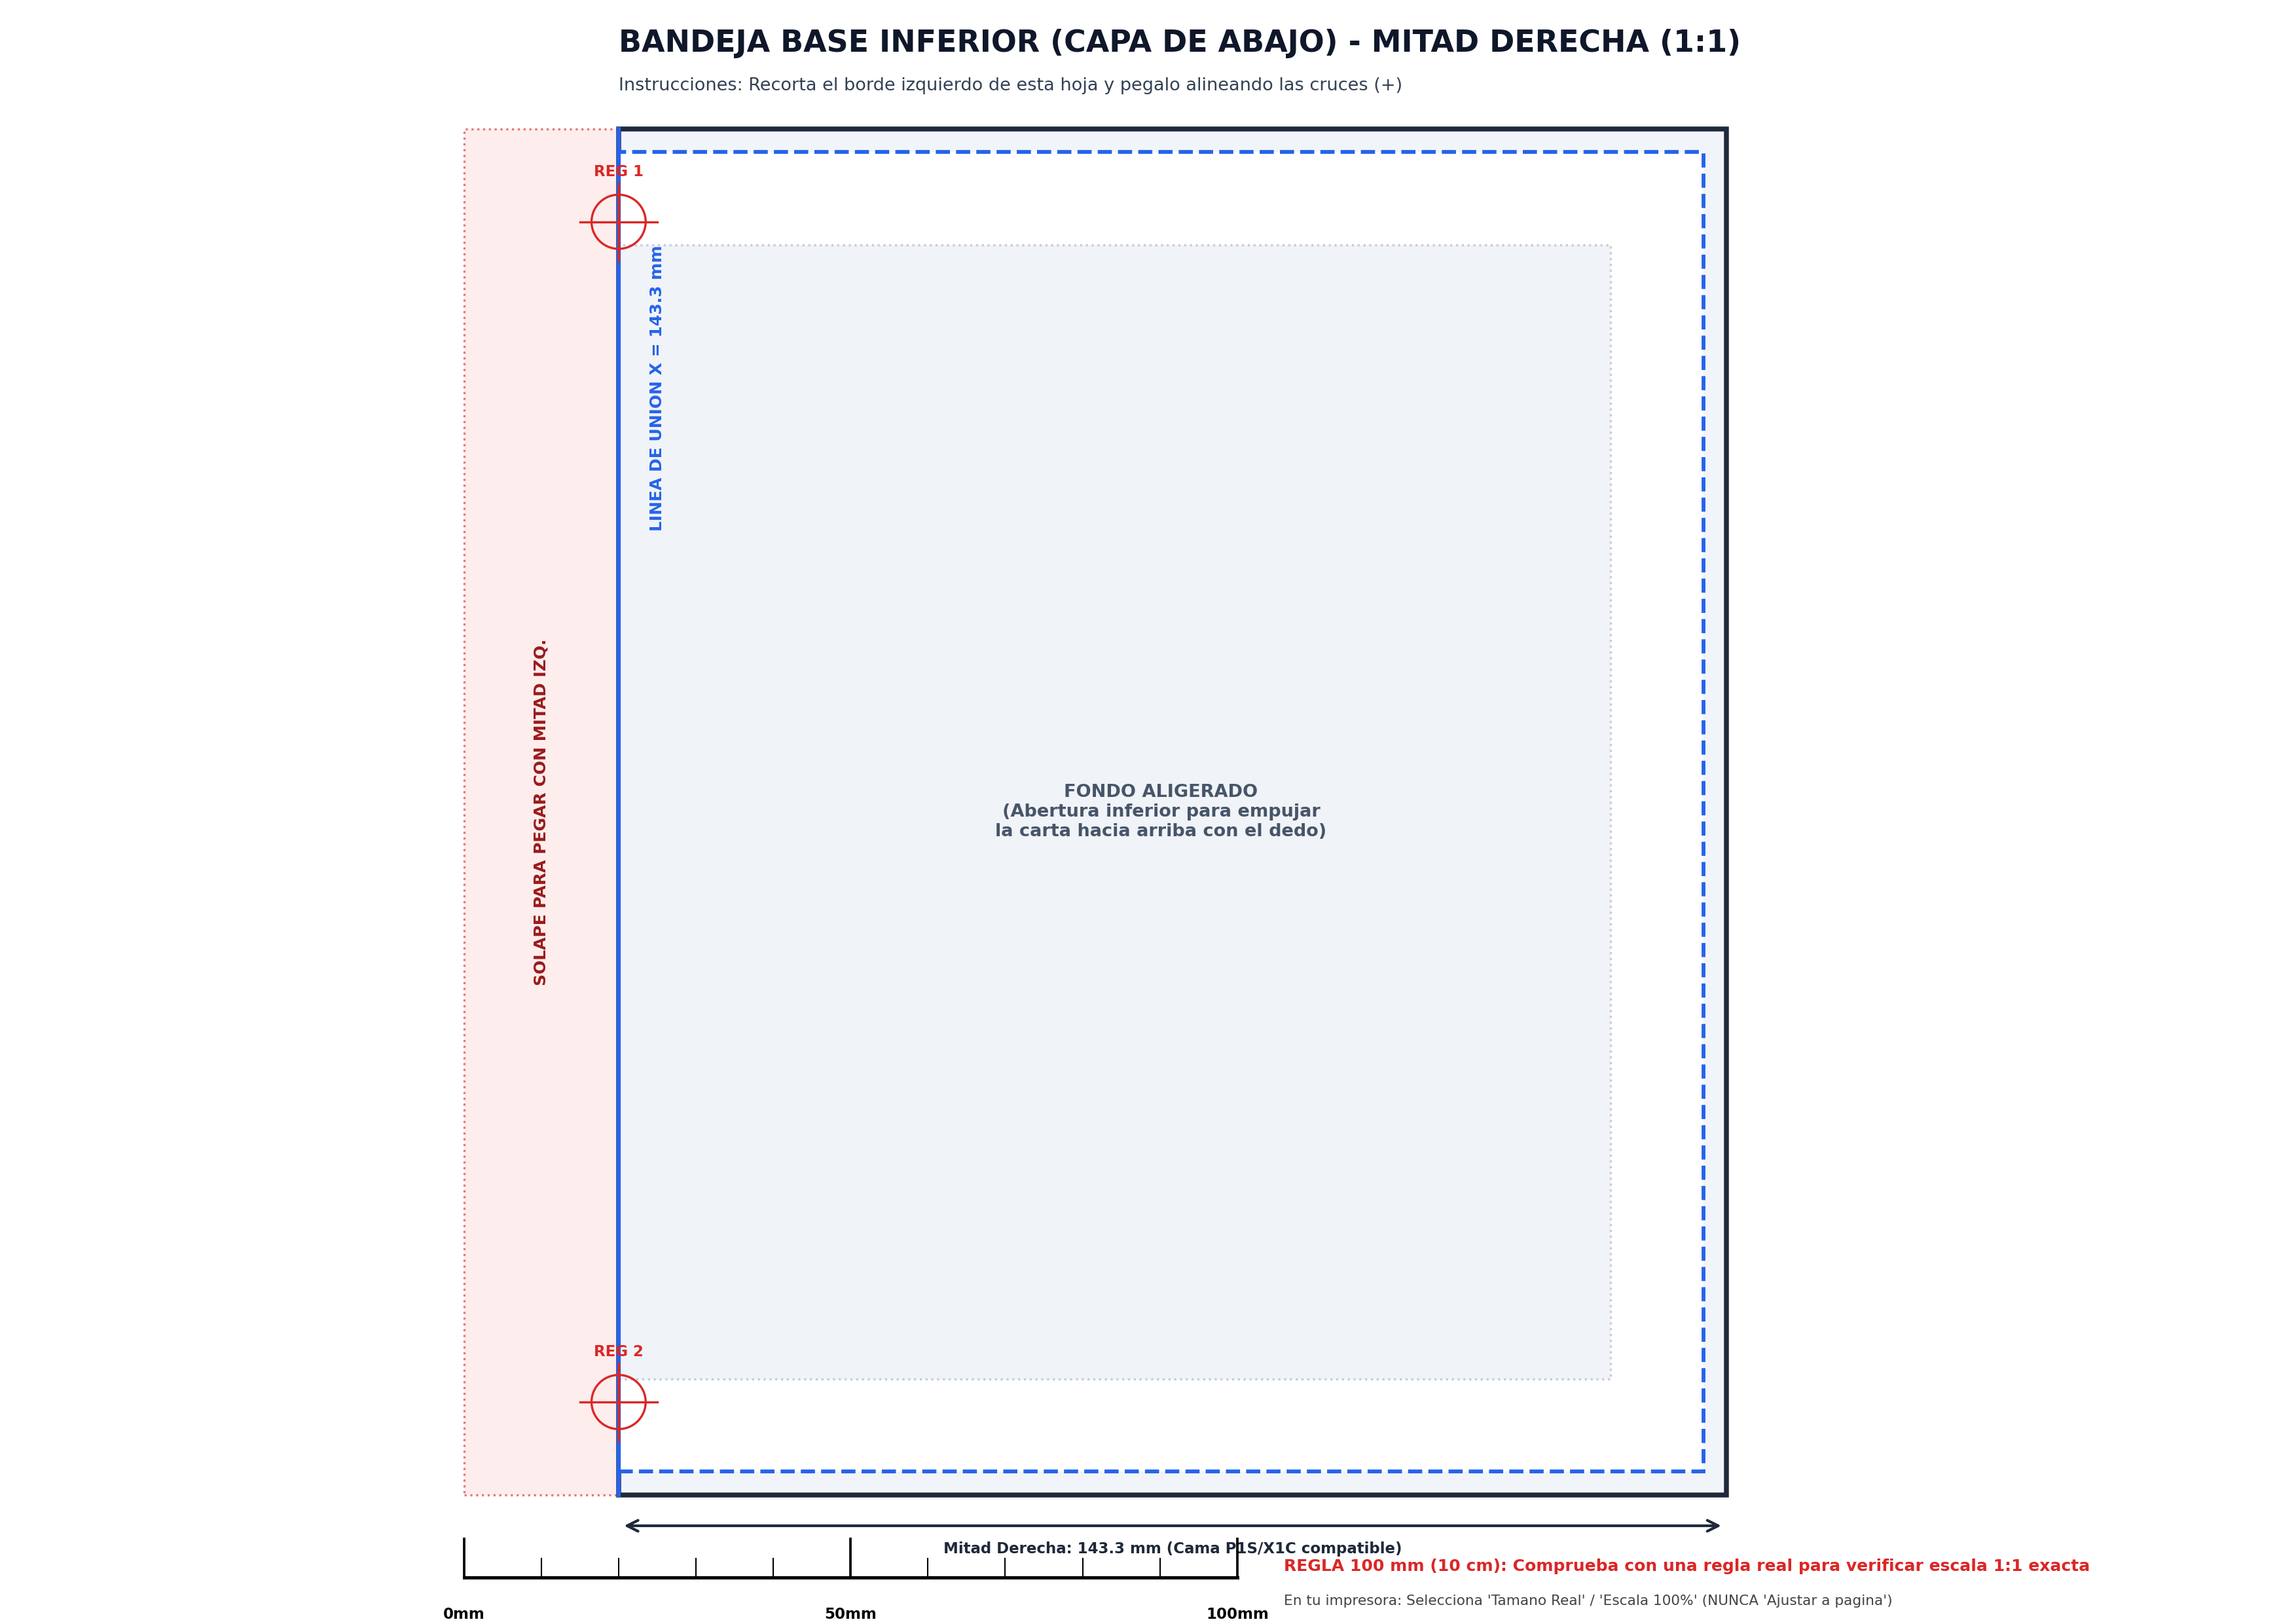 BANDEJA BASE INFERIOR (CAPA DE ABAJO) - MITAD DERECHA (1:1)
Instrucciones: Recorta el borde izquierdo de esta hoja y pegalo alineando las cruces (+)
REG 1
LINEA DE UNION X = 143.3 mm
SOLAPE PARA PEGAR CON MITAD IZQ.
FONDO ALIGERADO
(Abertura inferior para empujar
la carta hacia arriba con el dedo)
REG 2
Mitad Derecha: 143.3 mm (Cama P1S/X1C compatible)
REGLA 100 mm (10 cm): Comprueba con una regla real para verificar escala 1:1 exacta
En tu impresora: Selecciona 'Tamano Real' / 'Escala 100%' (NUNCA 'Ajustar a pagina')
0mm 50mm 100mm